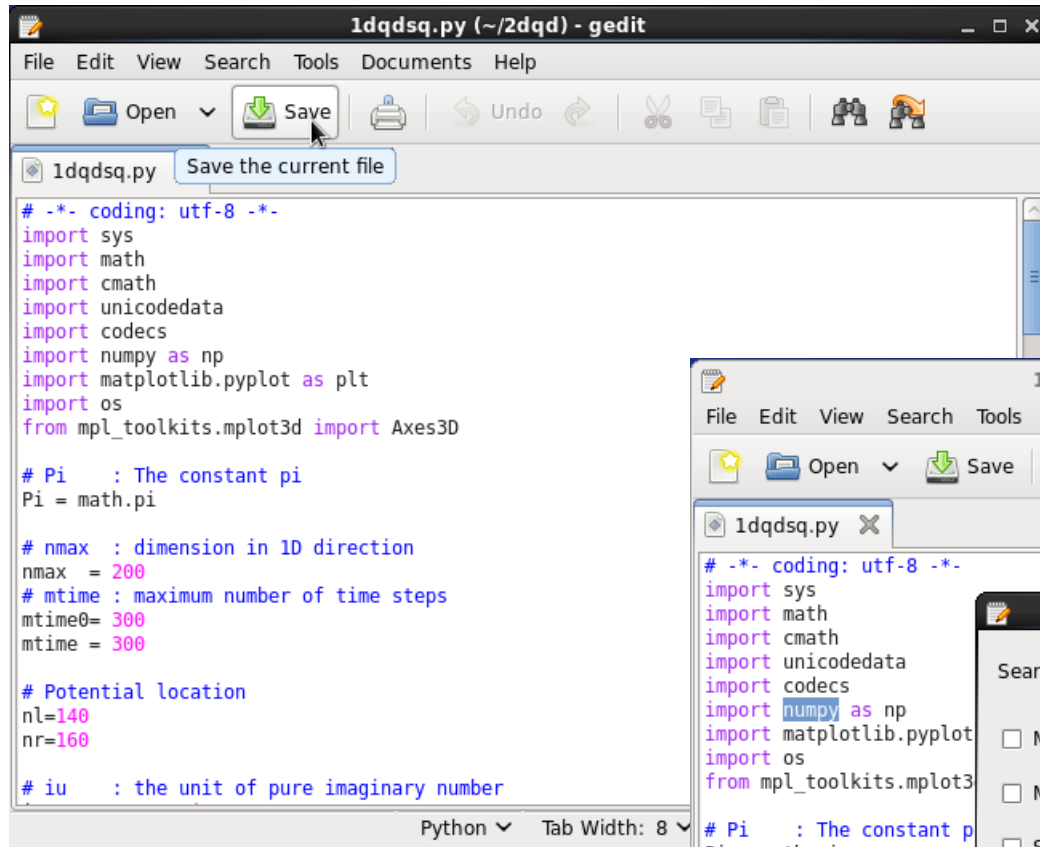 1dqdsq.py (~/2dqd) - gedit
File Edit View Search Tools Documents Help
Open Save Undo
1dqdsq.py
Save the current file
# -*- coding: utf-8 -*-
import sys
import math
import cmath
import unicodedata
import codecs
import numpy as np
import matplotlib.pyplot as plt
import os
from mpl_toolkits.mplot3d import Axes3D
# Pi    : The constant pi
Pi = math.pi
# nmax  : dimension in 1D direction
nmax  = 200
# mtime : maximum number of time steps
mtime0= 300
mtime = 300
# Potential location
nl=140
nr=160
# iu    : the unit of pure imaginary number
Python Tab Width: 8
File Edit View Search Tools
Open Save
1dqdsq.py
# -*- coding: utf-8 -*-
import sys
import math
import cmath
import unicodedata
import codecs
import numpy as np
import matplotlib.pyplot
import os
from mpl_toolkits.mplot3
# Pi    : The constant p
Sear